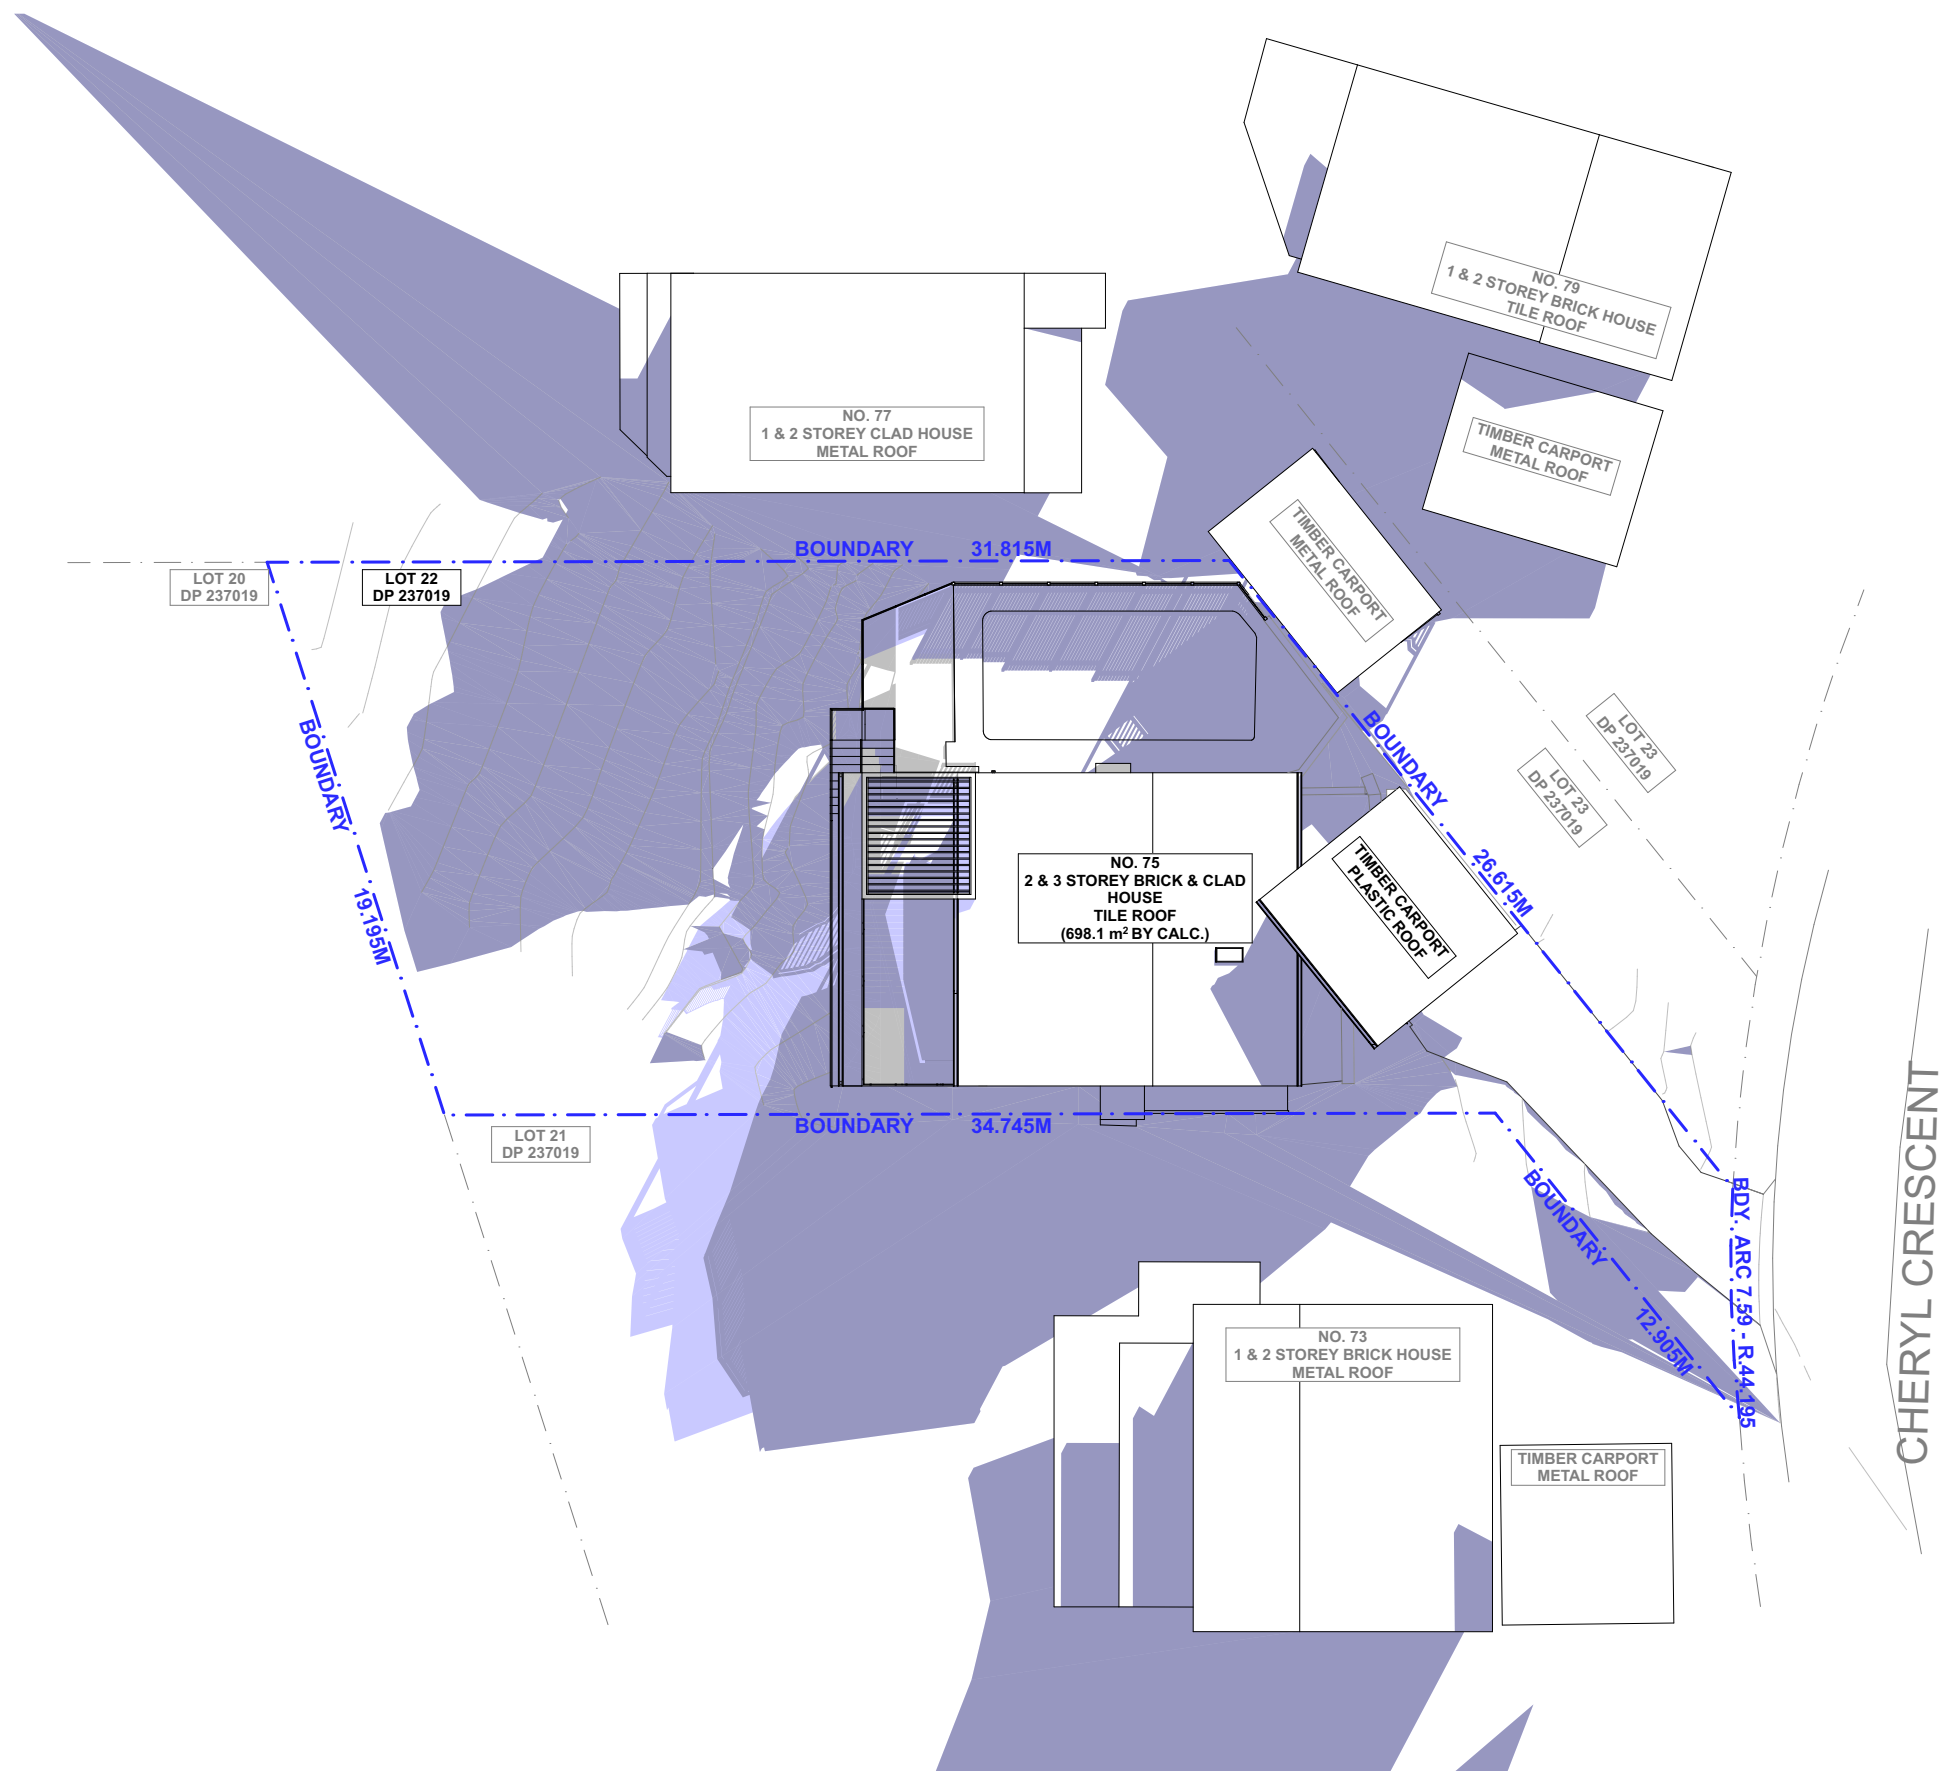 NO. 79
1 & 2 STOREY BRICK HOUSE
TILE ROOF
NO. 77
1 & 2 STOREY CLAD HOUSE
METAL ROOF
TIMBER CARPORT
METAL ROOF
TIMBER CARPORT
METAL ROOF
BOUNDARY 31.815M
LOT 20
DP 237019
LOT 22
DP 237019
LOT 23
DP 237019
LOT 23
DP 237019
BOUNDARY 19.195M
BOUNDARY 26.615M
NO. 75
2 & 3 STOREY BRICK & CLAD
HOUSE
TILE ROOF
(698.1 m² BY CALC.)
TIMBER CARPORT
PLASTIC ROOF
BOUNDARY 34.745M
LOT 21
DP 237019
BOUNDARY 12.905M
BDY. ARC 7.59 - R.44.195
CHERYL CRESCENT
NO. 73
1 & 2 STOREY BRICK HOUSE
METAL ROOF
TIMBER CARPORT
METAL ROOF